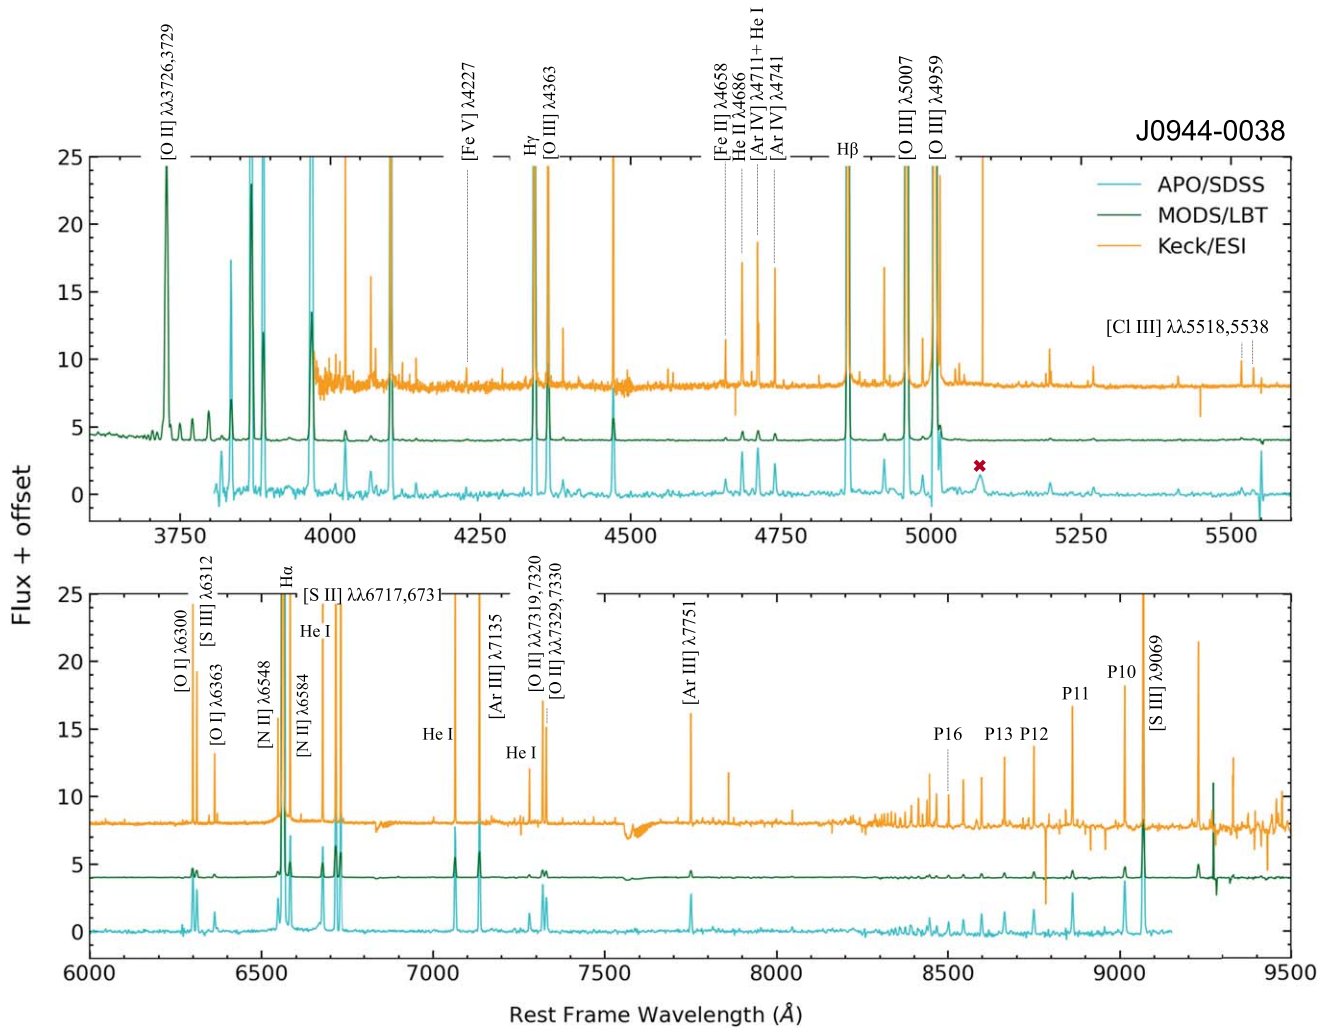 [O II] λλ3726,3729
[Fe V] λ4227
Hγ
[O III] λ4363
[Fe II] λ4658
He II λ4686
[Ar IV] λ4711+ He I
[Ar IV] λ4741
Hβ
[O III] λ5007
[O III] λ4959
J0944-0038
APO/SDSS
MODS/LBT
Keck/ESI
[Cl III] λλ5518,5538
25
20
15
10
5
0
3750 4000 4250 4500 4750 5000 5250 5500
Flux + offset
[O I] λ6300
[S III] λ6312
[O I] λ6363
[N II] λ6548
Hα
[N II] λ6584
[S II] λλ6717,6731
He I
He I
[Ar III] λ7135
He I
[O II] λλ7319,7320
[O II] λλ7329,7330
[Ar III] λ7751
P16
P13
P12
P11
P10
[S III] λ9069
25
20
15
10
5
0
6000 6500 7000 7500 8000 8500 9000 9500
Rest Frame Wavelength (Å)